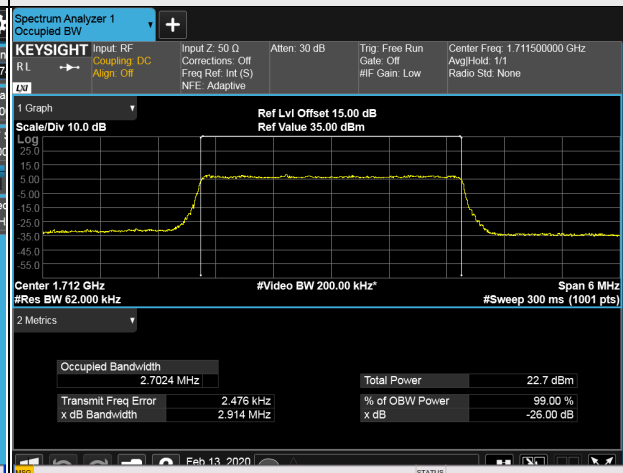 Spectrum Analyzer 1
Occupied BW
KEYSIGHT
RL
LXI
Input: RF
Coupling: DC
Align: Off
Input Z: 50 Ω
Corrections: Off
Freq Ref: Int (S)
NFE: Adaptive
Atten: 30 dB
Trig: Free Run
Gate: Off
#IF Gain: Low
Center Freq: 1.711500000 GHz
Avg|Hold: 1/1
Radio Std: None
1 Graph
Scale/Div 10.0 dB
Ref Lvl Offset 15.00 dB
Ref Value 35.00 dBm
Log
25.0
15.0
5.00
-5.00
-15.0
-25.0
-35.0
-45.0
-55.0
Center 1.712 GHz
#Res BW 62.000 kHz
#Video BW 200.00 kHz*
Span 6 MHz
#Sweep 300 ms (1001 pts)
2 Metrics
Occupied Bandwidth
2.7024 MHz
Transmit Freq Error 2.476 kHz
x dB Bandwidth 2.914 MHz
Total Power 22.7 dBm
% of OBW Power 99.00 %
x dB -26.00 dB
Feb 13, 2020
MSG
STATUS